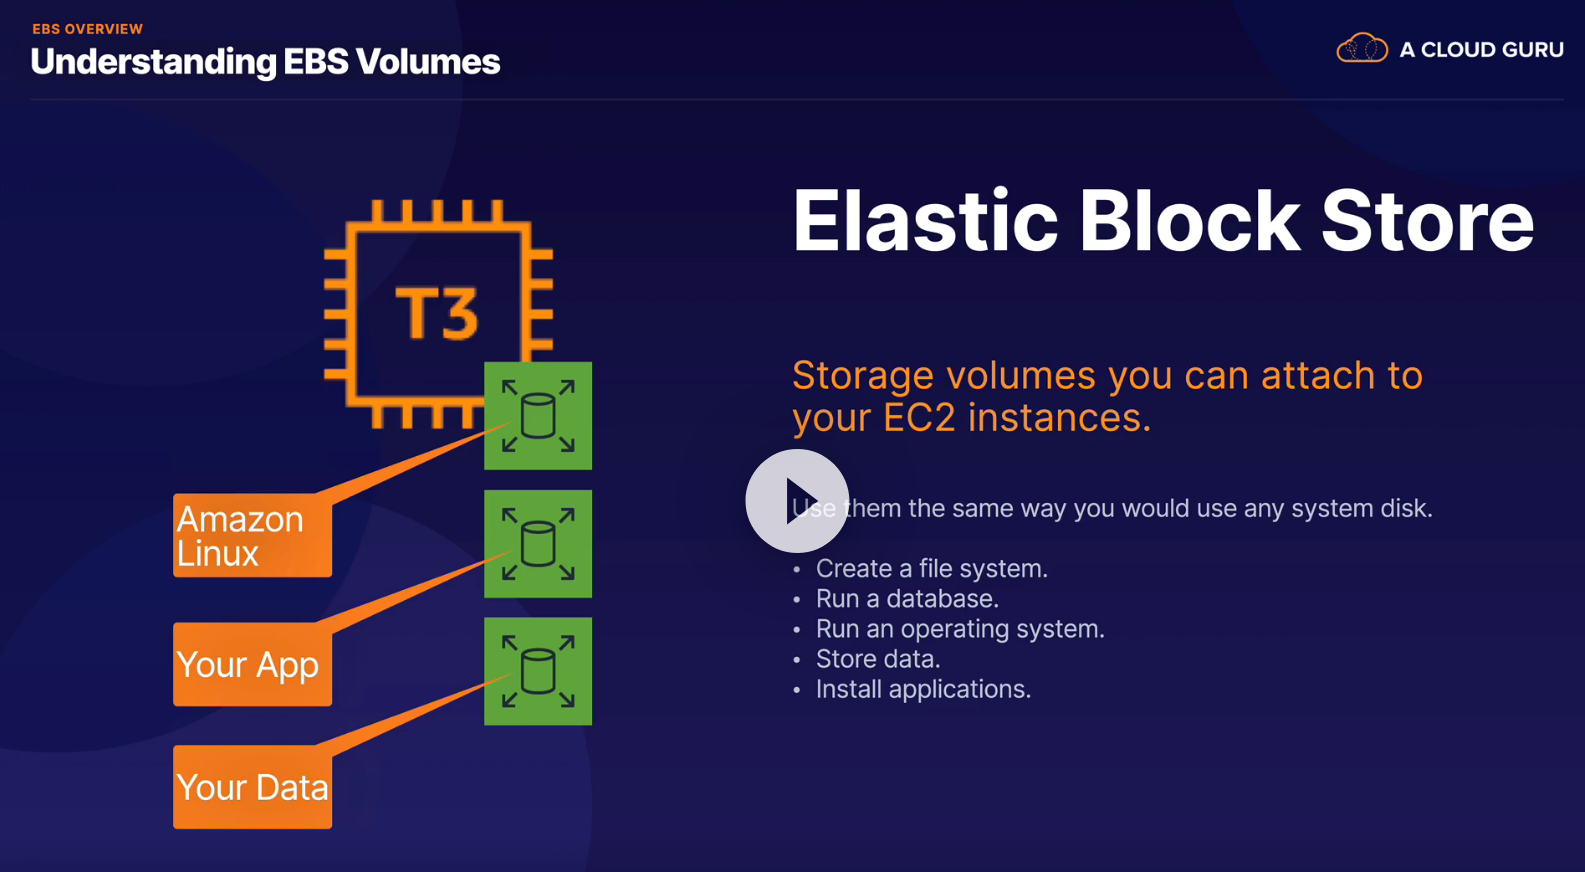 EBS OVERVIEW
Understanding EBS Volumes
A CLOUD GURU
T3
Amazon
Linux
Your App
Your Data
Elastic Block Store
Storage volumes you can attach to
your EC2 instances.
Use them the same way you would use any system disk.
• Create a file system.
• Run a database.
• Run an operating system.
• Store data.
• Install applications.